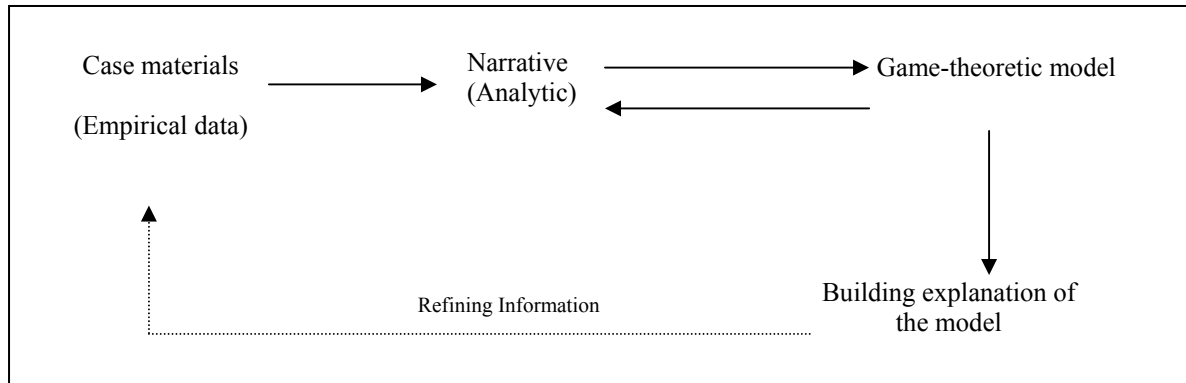 Case materials
(Empirical data)
Narrative
(Analytic)
Game-theoretic model
Building explanation of
the model
Refining Information